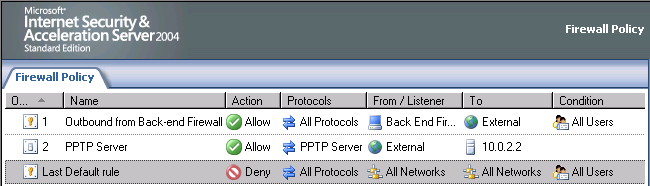 Microsoft
Internet Security &
Acceleration Server 2004
Standard Edition
Firewall Policy
Firewall Policy
O... Name Action Protocols From / Listener To Condition
1 Outbound from Back-end Firewall Allow All Protocols Back End Fir... External All Users
2 PPTP Server Allow PPTP Server External 10.0.2.2
Last Default rule Deny All Protocols All Networks All Networks All Users